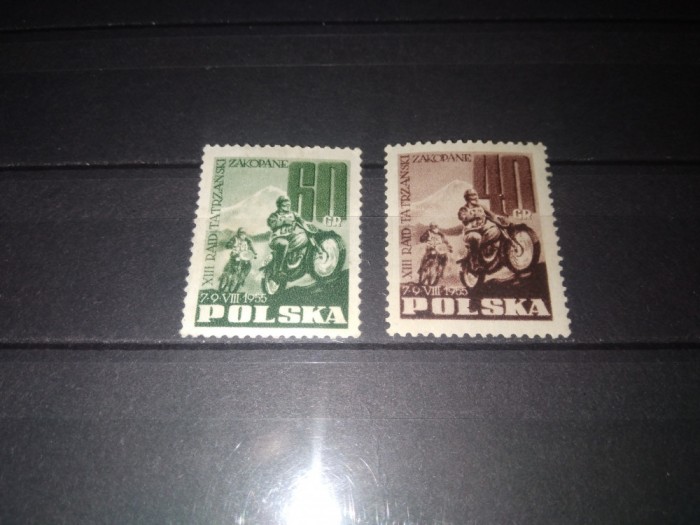 XIII RAID TATRZAŃSKI
ZAKOPANE
60
GR.
7-9·VIII·1955
POLSKA
XIII RAID TATRZAŃSKI
ZAKOPANE
40
GR.
7-9·VIII·1955
POLSKA